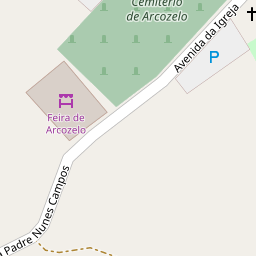 Cemitério
de Arcozelo
Avenida da Igreja
P
Feira de
Arcozelo
Padre Nunes Campos